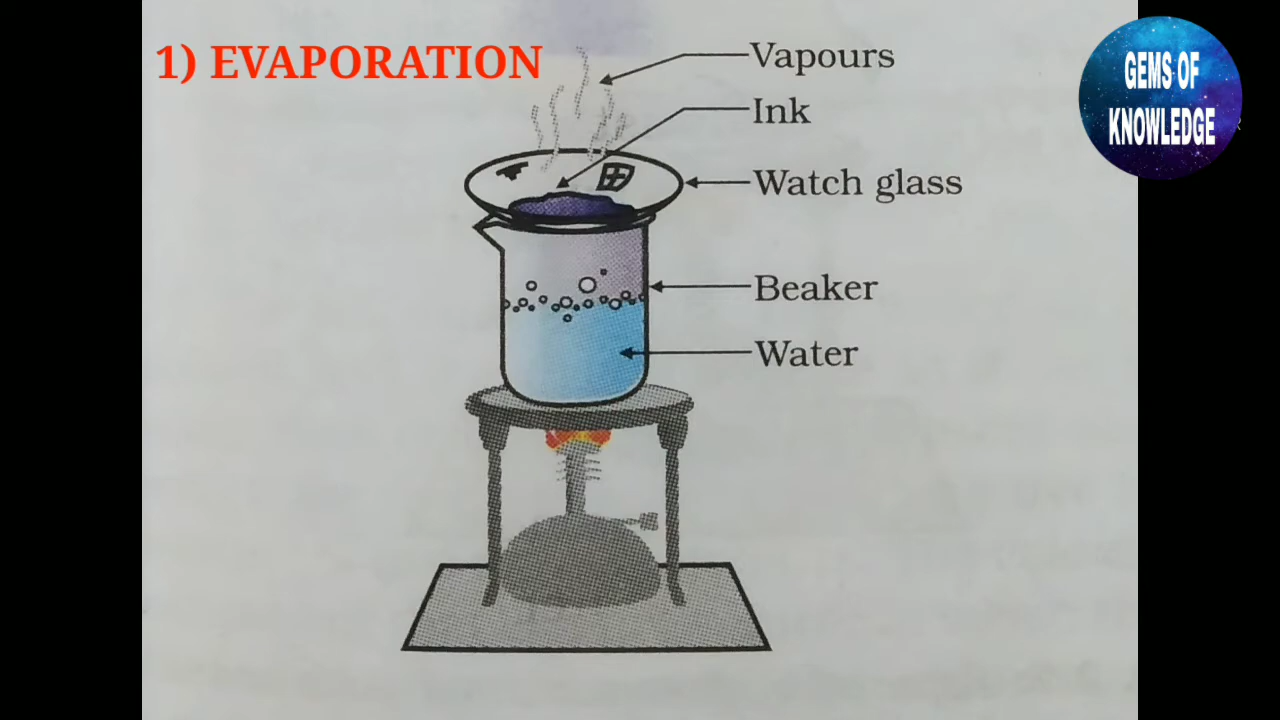 1) EVAPORATION
Vapours
Ink
Watch glass
Beaker
Water
GEMS OF
KNOWLEDGE